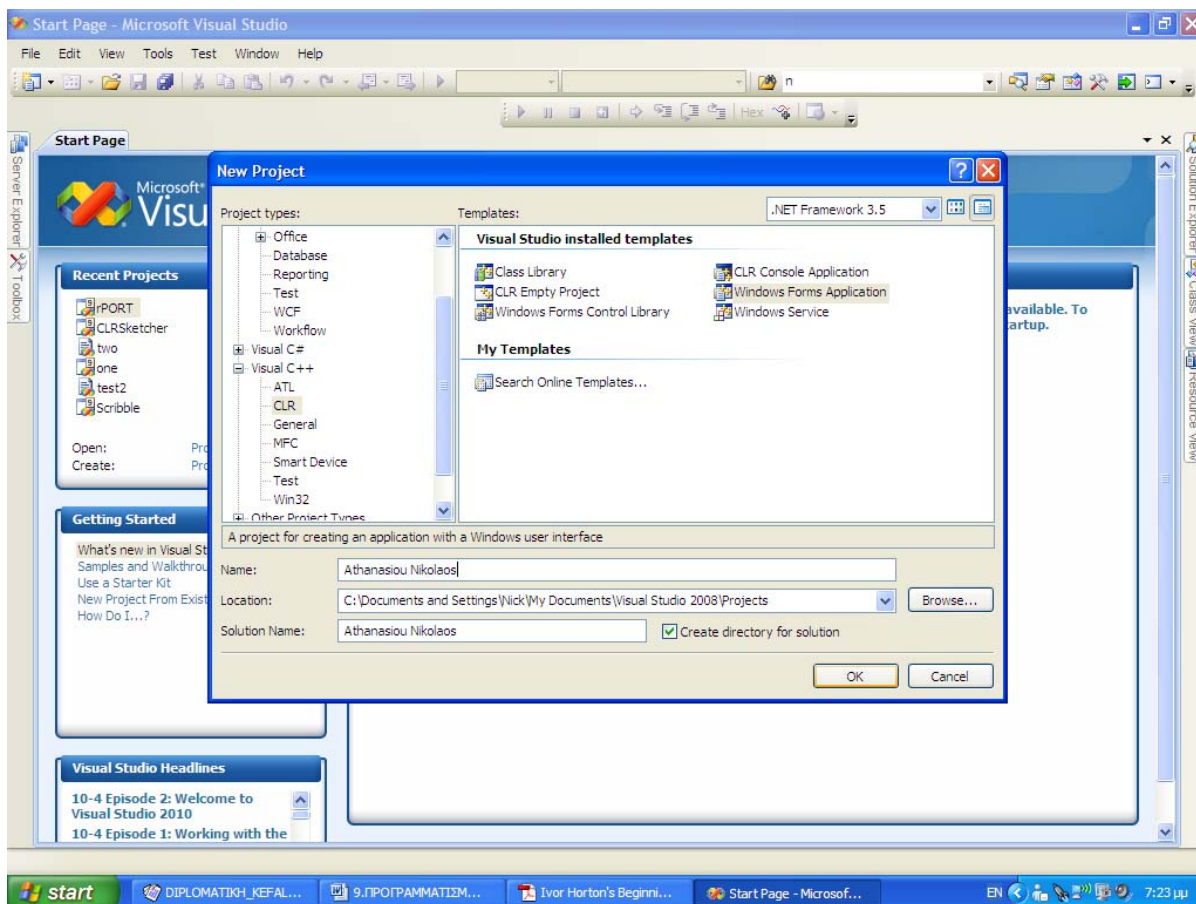 Start Page - Microsoft Visual Studio
File Edit View Tools Test Window Help
n
Hex
Start Page
Server Explorer
Toolbox
Solution Explorer
Class View
Resource View
Microsoft®
Visu
New Project
Project types:
Templates:
.NET Framework 3.5
Office
Database
Reporting
Test
WCF
Workflow
Visual C#
Visual C++
ATL
CLR
General
MFC
Smart Device
Test
Win32
Other Project Types
Visual Studio installed templates
Class Library
CLR Empty Project
Windows Forms Control Library
CLR Console Application
Windows Forms Application
Windows Service
My Templates
Search Online Templates...
A project for creating an application with a Windows user interface
Name: Athanasiou Nikolaos
Location: C:\Documents and Settings\Nick\My Documents\Visual Studio 2008\Projects Browse...
Solution Name: Athanasiou Nikolaos Create directory for solution
OK Cancel
Recent Projects
rPORT
CLRSketcher
two
one
test2
Scribble
Open: Pro
Create: Pro
available. To
startup.
Getting Started
What's new in Visual St
Samples and Walkthrou
Use a Starter Kit
New Project From Exist
How Do I...?
Visual Studio Headlines
10-4 Episode 2: Welcome to
Visual Studio 2010
10-4 Episode 1: Working with the
start DIPLOMATIKH_KEFAL... 9.ΠΡΟΓΡΑΜΜΑΤΙΣΜ... Ivor Horton's Beginni... Start Page - Microsof... EN 7:23 μμ